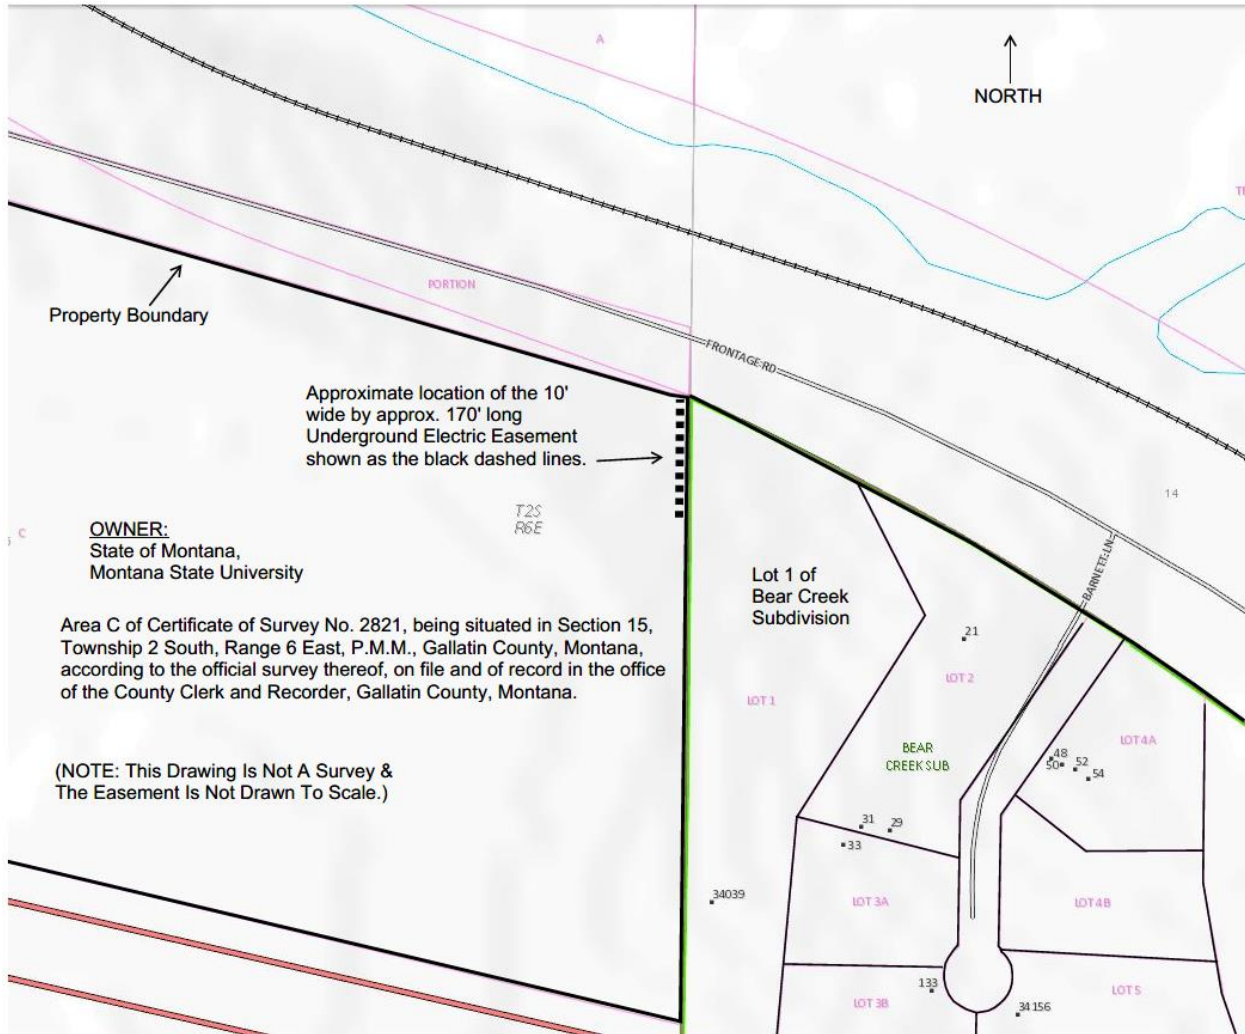 A
NORTH
PORTION
Property Boundary
FRONTAGE RD
Approximate location of the 10'
wide by approx. 170' long
Underground Electric Easement
shown as the black dashed lines.
14
T2S
R6E
C
OWNER:
State of Montana,
Montana State University
BARNETT LN
Lot 1 of
Bear Creek
Subdivision
Area C of Certificate of Survey No. 2821, being situated in Section 15,
Township 2 South, Range 6 East, P.M.M., Gallatin County, Montana,
according to the official survey thereof, on file and of record in the office
of the County Clerk and Recorder, Gallatin County, Montana.
21
LOT 2
LOT 1
LOT 4A
BEAR
CREEK SUB
48
50
52
54
(NOTE: This Drawing Is Not A Survey &
The Easement Is Not Drawn To Scale.)
31
29
33
34039
LOT 3A
LOT 4B
133
LOT 3B
LOT 5
34156